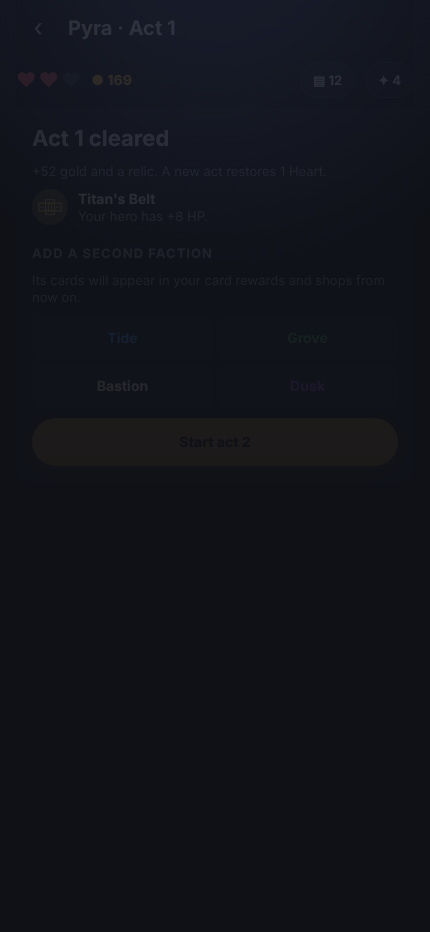 Pyra · Act 1
169
12
4
Act 1 cleared
+52 gold and a relic. A new act restores 1 Heart.
Titan's Belt
Your hero has +8 HP.
ADD A SECOND FACTION
Its cards will appear in your card rewards and shops from
now on.
Tide
Grove
Bastion
Dusk
Start act 2